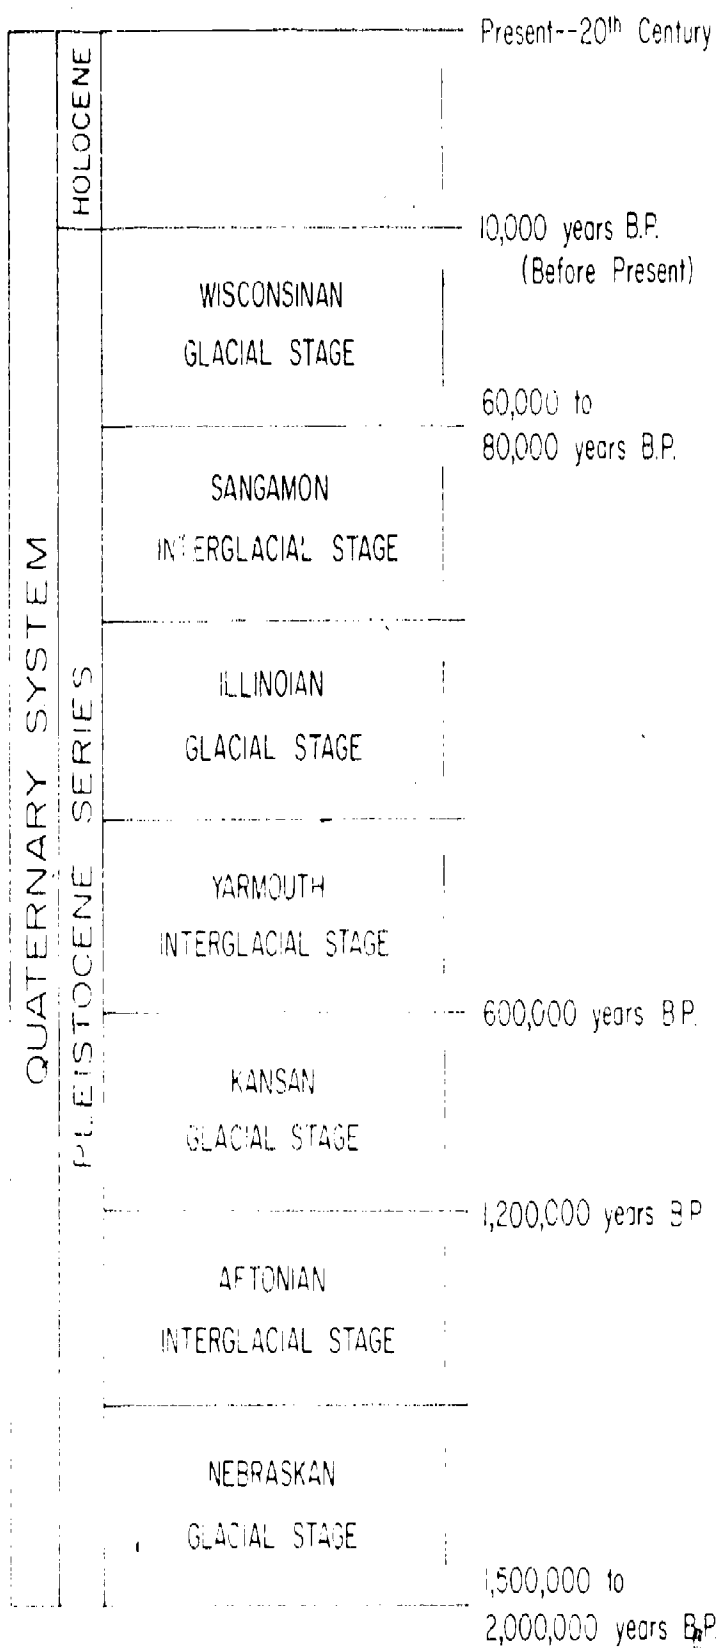 Present--20th Century
HOLOCENE
10,000 years B.P.
(Before Present)
WISCONSINAN
GLACIAL STAGE
60,000 to
80,000 years B.P.
SANGAMON
INTERGLACIAL STAGE
QUATERNARY SYSTEM
PLEISTOCENE SERIES
ILLINOIAN
GLACIAL STAGE
YARMOUTH
INTERGLACIAL STAGE
600,000 years B.P.
KANSAN
GLACIAL STAGE
1,200,000 years B.P
AFTONIAN
INTERGLACIAL STAGE
NEBRASKAN
GLACIAL STAGE
1,500,000 to
2,000,000 years B.P.